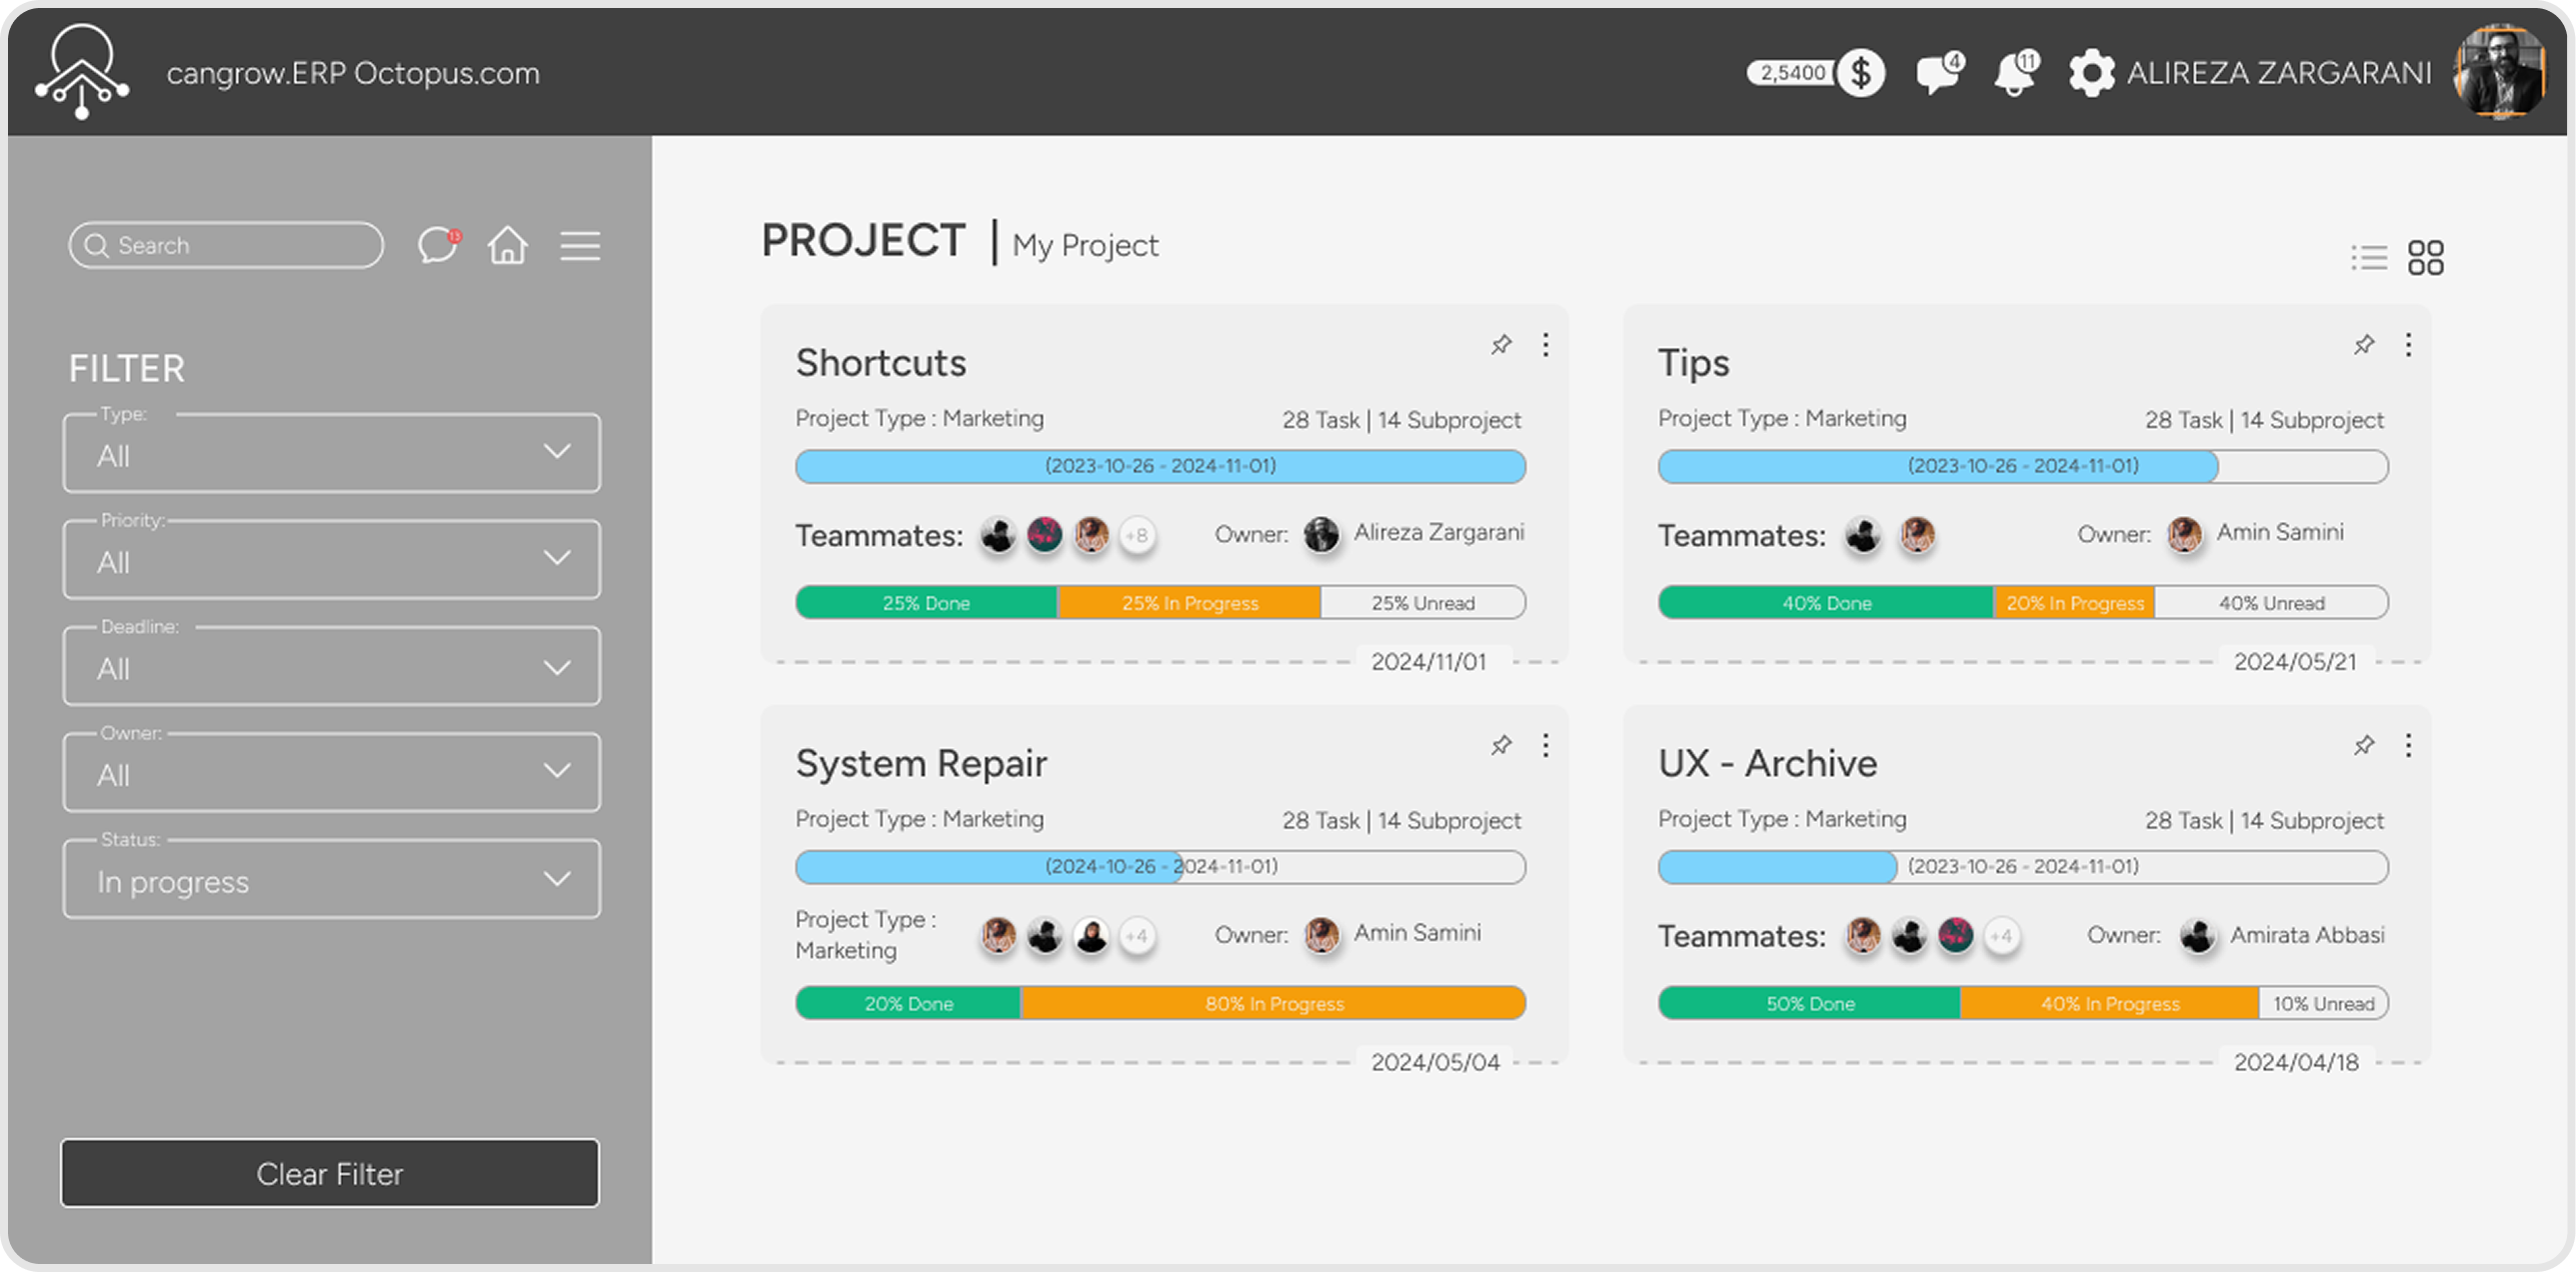 cangrow.ERP Octopus.com
2,5400
$
4
11
ALIREZA ZARGARANI
Search
13
FILTER
Type:
All
Priority:
All
Deadline:
All
Owner:
All
Status:
In progress
Clear Filter
PROJECT | My Project
Shortcuts
Project Type : Marketing
28 Task | 14 Subproject
(2023-10-26 - 2024-11-01)
Teammates:
+8
Owner:
Alireza Zargarani
25% Done
25% In Progress
25% Unread
2024/11/01
Tips
Project Type : Marketing
28 Task | 14 Subproject
(2023-10-26 - 2024-11-01)
Teammates:
Owner:
Amin Samini
40% Done
20% In Progress
40% Unread
2024/05/21
System Repair
Project Type : Marketing
28 Task | 14 Subproject
(2024-10-26 - 2024-11-01)
Project Type :
Marketing
+4
Owner:
Amin Samini
20% Done
80% In Progress
2024/05/04
UX - Archive
Project Type : Marketing
28 Task | 14 Subproject
(2023-10-26 - 2024-11-01)
Teammates:
+4
Owner:
Amirata Abbasi
50% Done
40% In Progress
10% Unread
2024/04/18